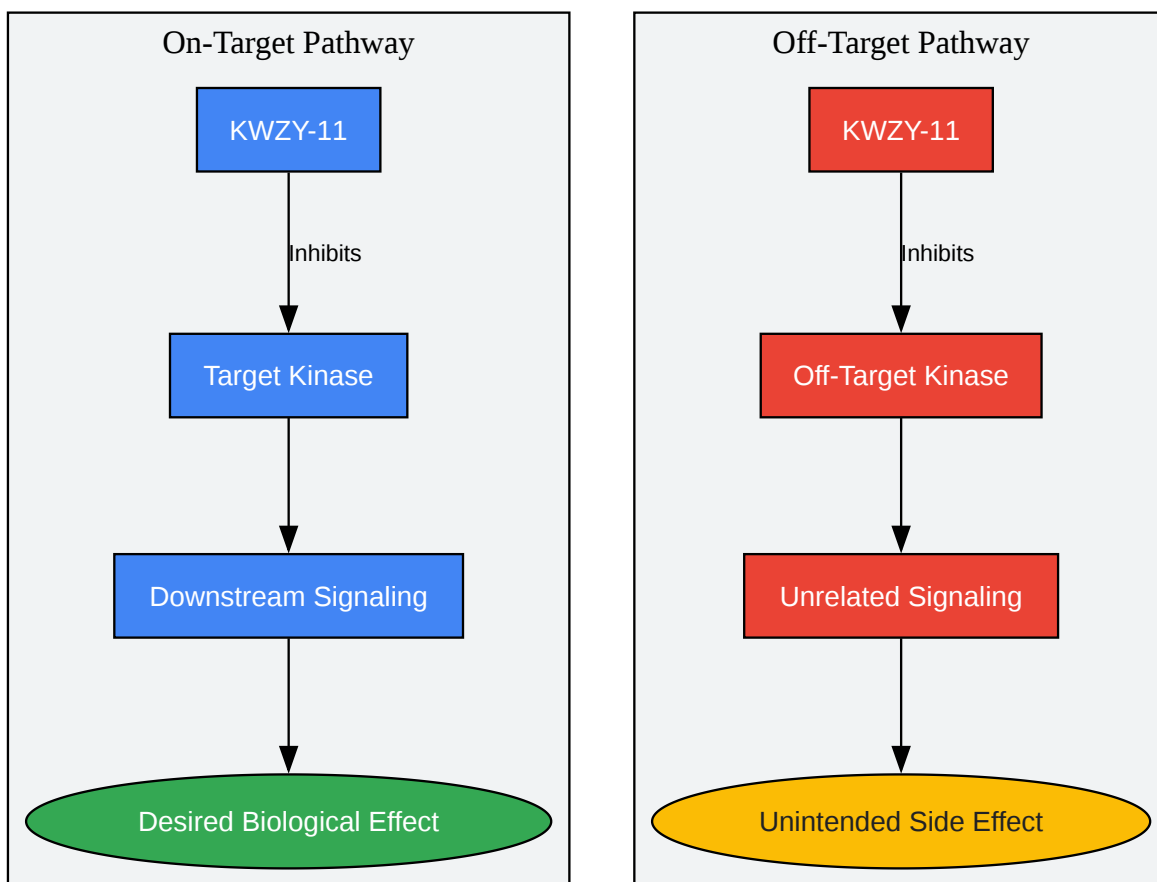 On-Target Pathway
KWZY-11
Inhibits
Target Kinase
Downstream Signaling
Desired Biological Effect
Off-Target Pathway
KWZY-11
Inhibits
Off-Target Kinase
Unrelated Signaling
Unintended Side Effect